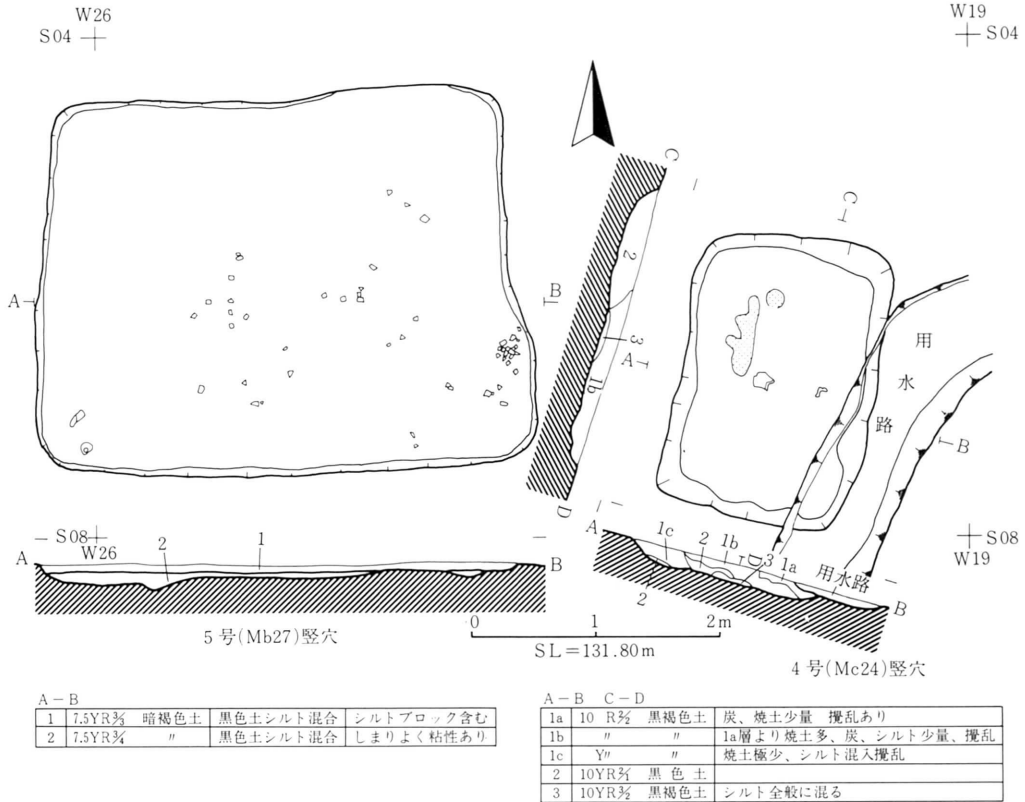 W26
S04
W19
S04
C
C
2
A
B
3
A
1b
用
水
路
B
D
S08
W26
2
1
A
B
S08
W19
A
1c 2 1b D 3 1a 用水路
2
B
5号(Mb27)竪穴
0 1 2m
SL=131.80m
4号(Mc24)竪穴
A-B
1 7.5YR3/3 暗褐色土 黒色土シルト混合 シルトブロック含む
2 7.5YR3/4 〃 黒色土シルト混合 しまりよく粘性あり
A-B C-D
1a 10 R2/2 黒褐色土 炭、焼土少量 攪乱あり
1b 〃 〃 1a層より焼土多、炭、シルト少量、攪乱
1c Y〃 〃 焼土極少、シルト混入攪乱
2 10YR2/1 黒色土
3 10YR3/2 黒褐色土 シルト全般に混る